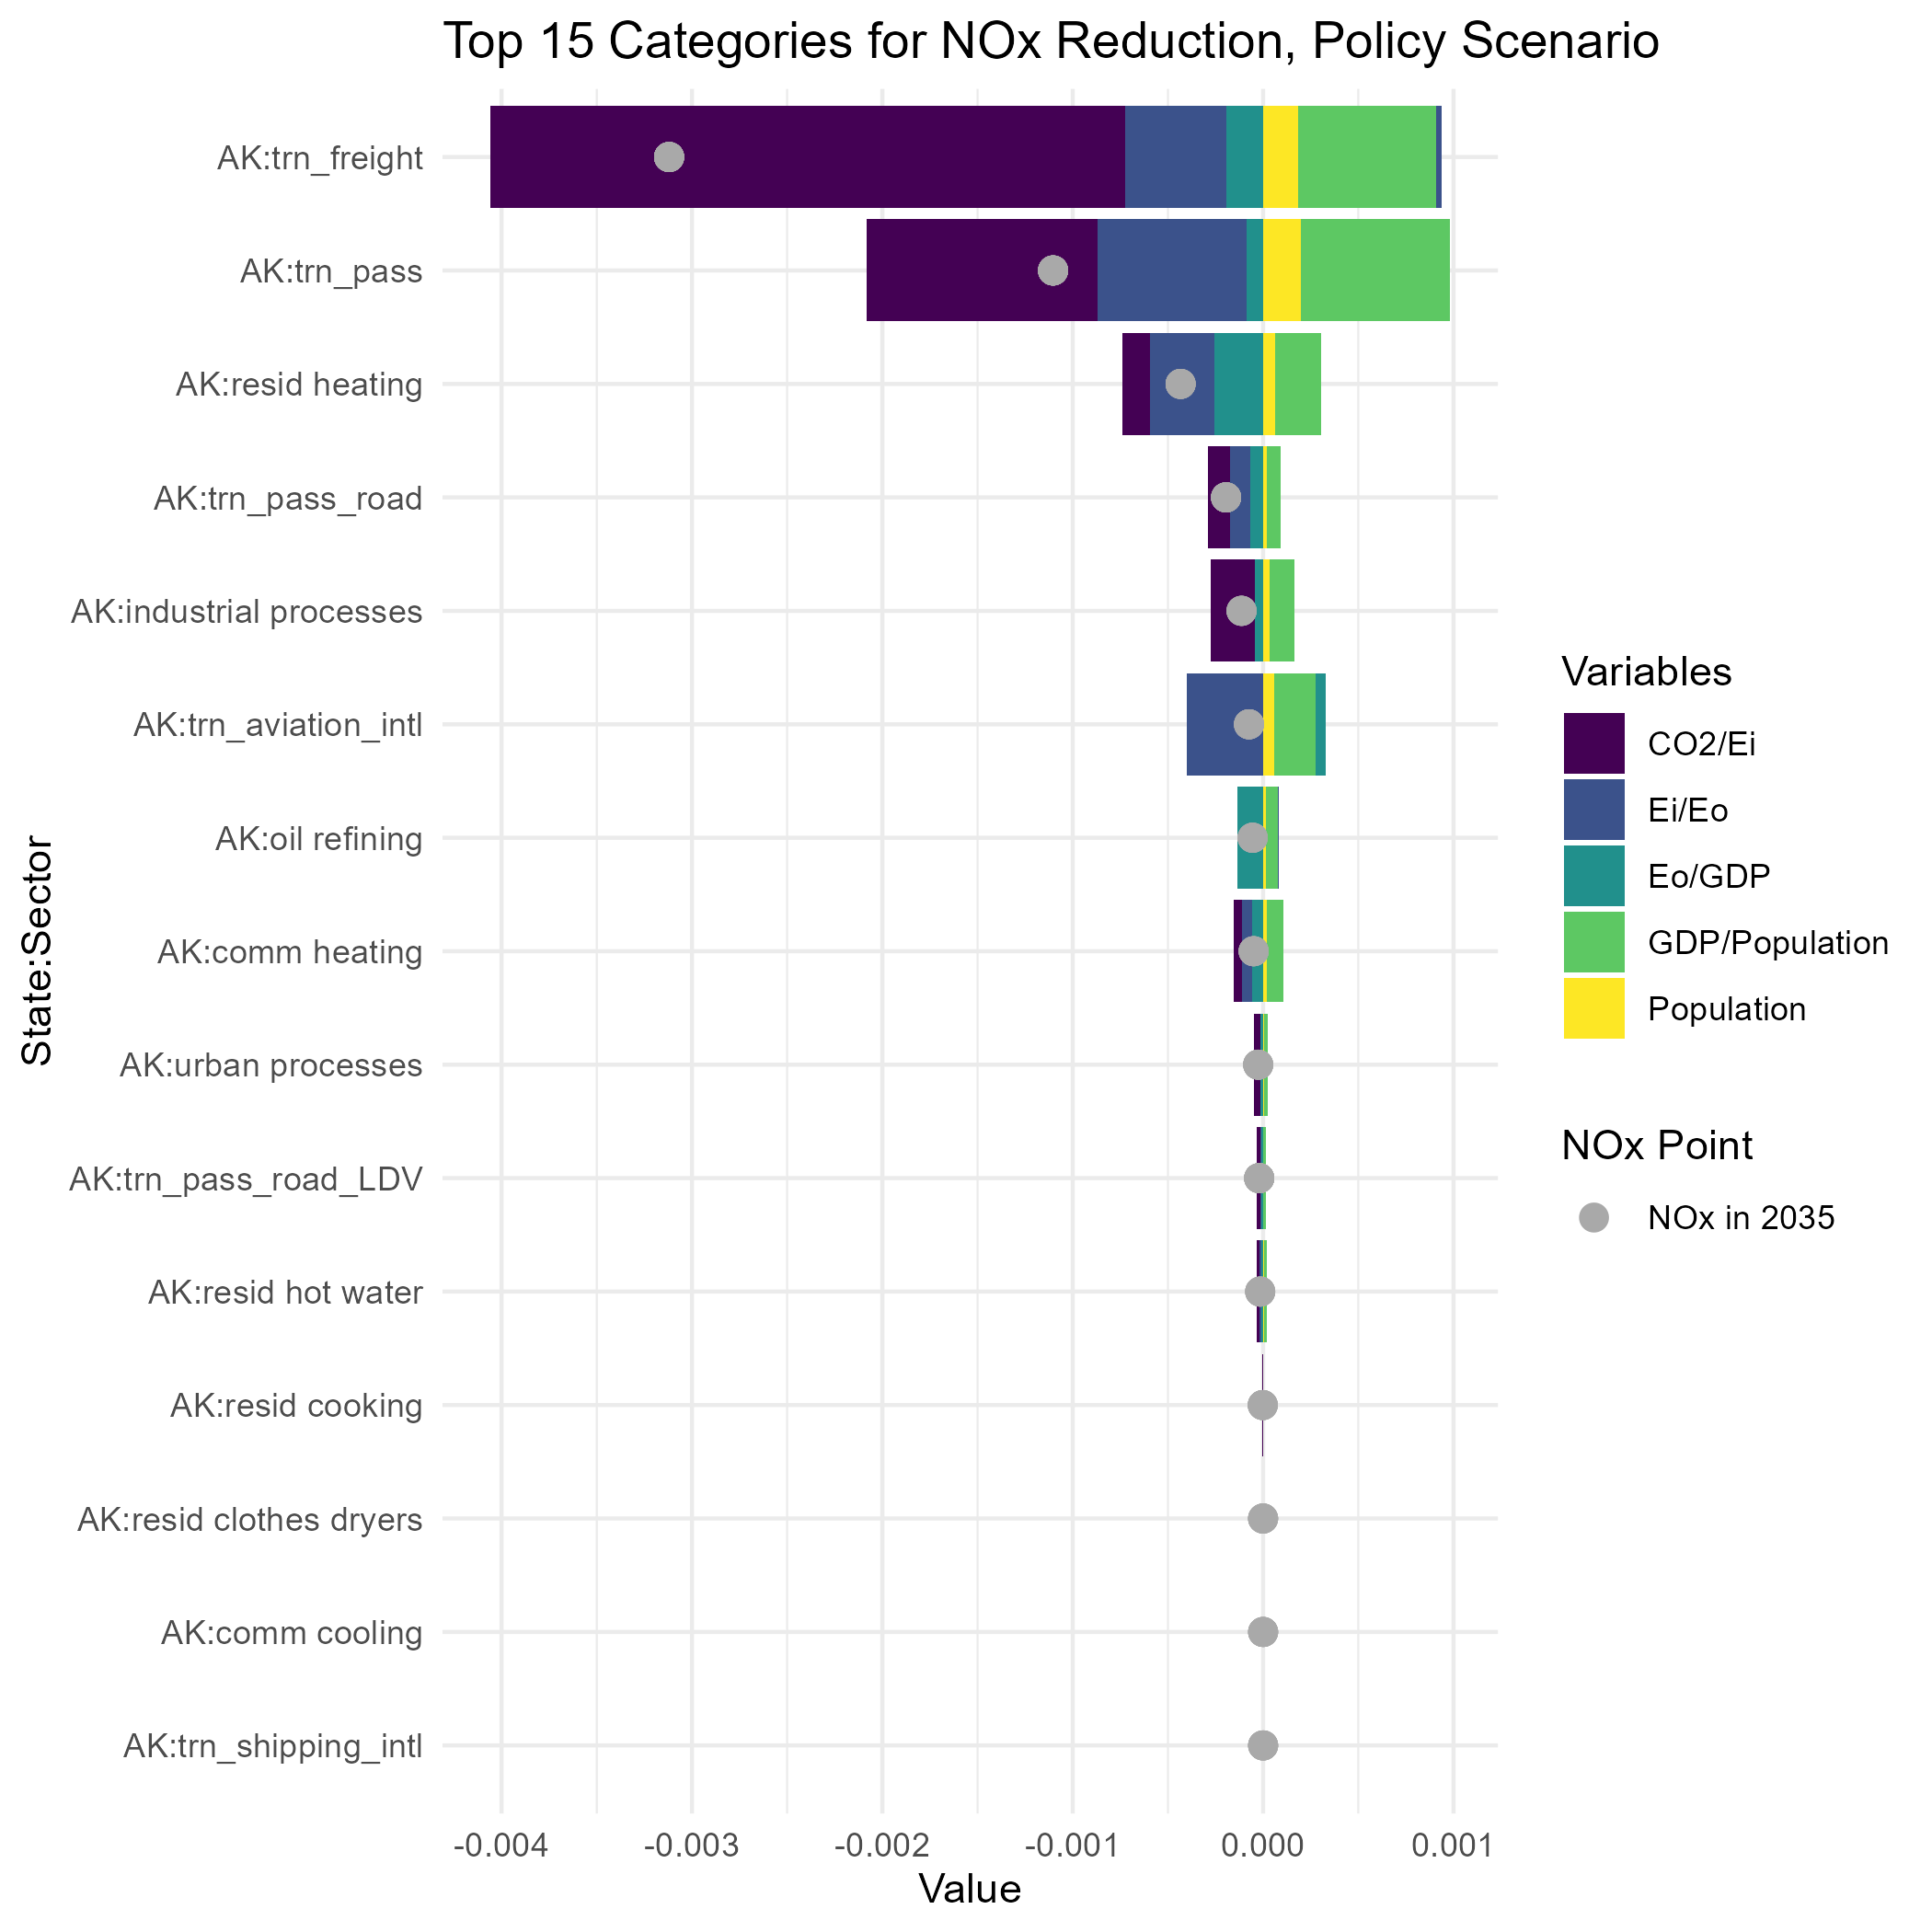 Top 15 Categories for NOx Reduction, Policy Scenario
State:Sector
AK:trn_freight
AK:trn_pass
AK:resid heating
AK:trn_pass_road
AK:industrial processes
AK:trn_aviation_intl
AK:oil refining
AK:comm heating
AK:urban processes
AK:trn_pass_road_LDV
AK:resid hot water
AK:resid cooking
AK:resid clothes dryers
AK:comm cooling
AK:trn_shipping_intl
-0.004 -0.003 -0.002 -0.001 0.000 0.001
Value
Variables
CO2/Ei
Ei/Eo
Eo/GDP
GDP/Population
Population
NOx Point
NOx in 2035